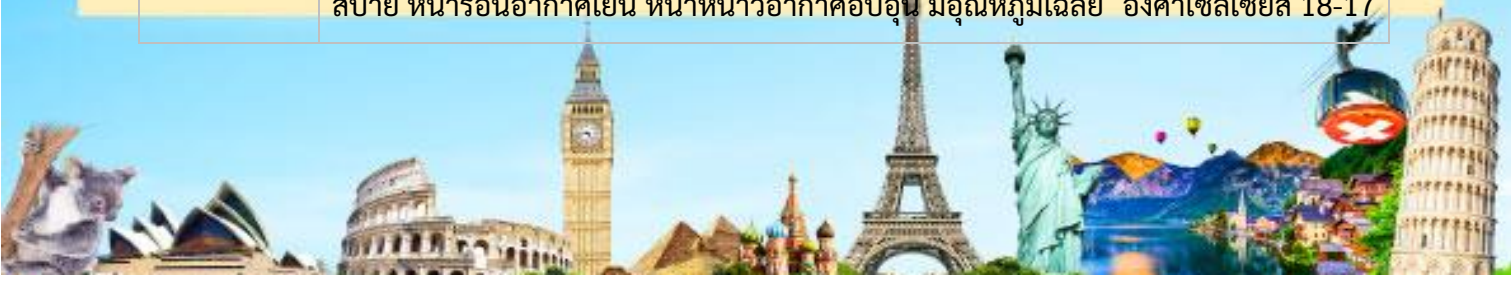 สบาย หน้าร้อนอากาศเย็น หน้าหนาวอากาศอบอุ่น มีอุณหภูมิเฉลี่ย องศาเซลเซียส 18-17